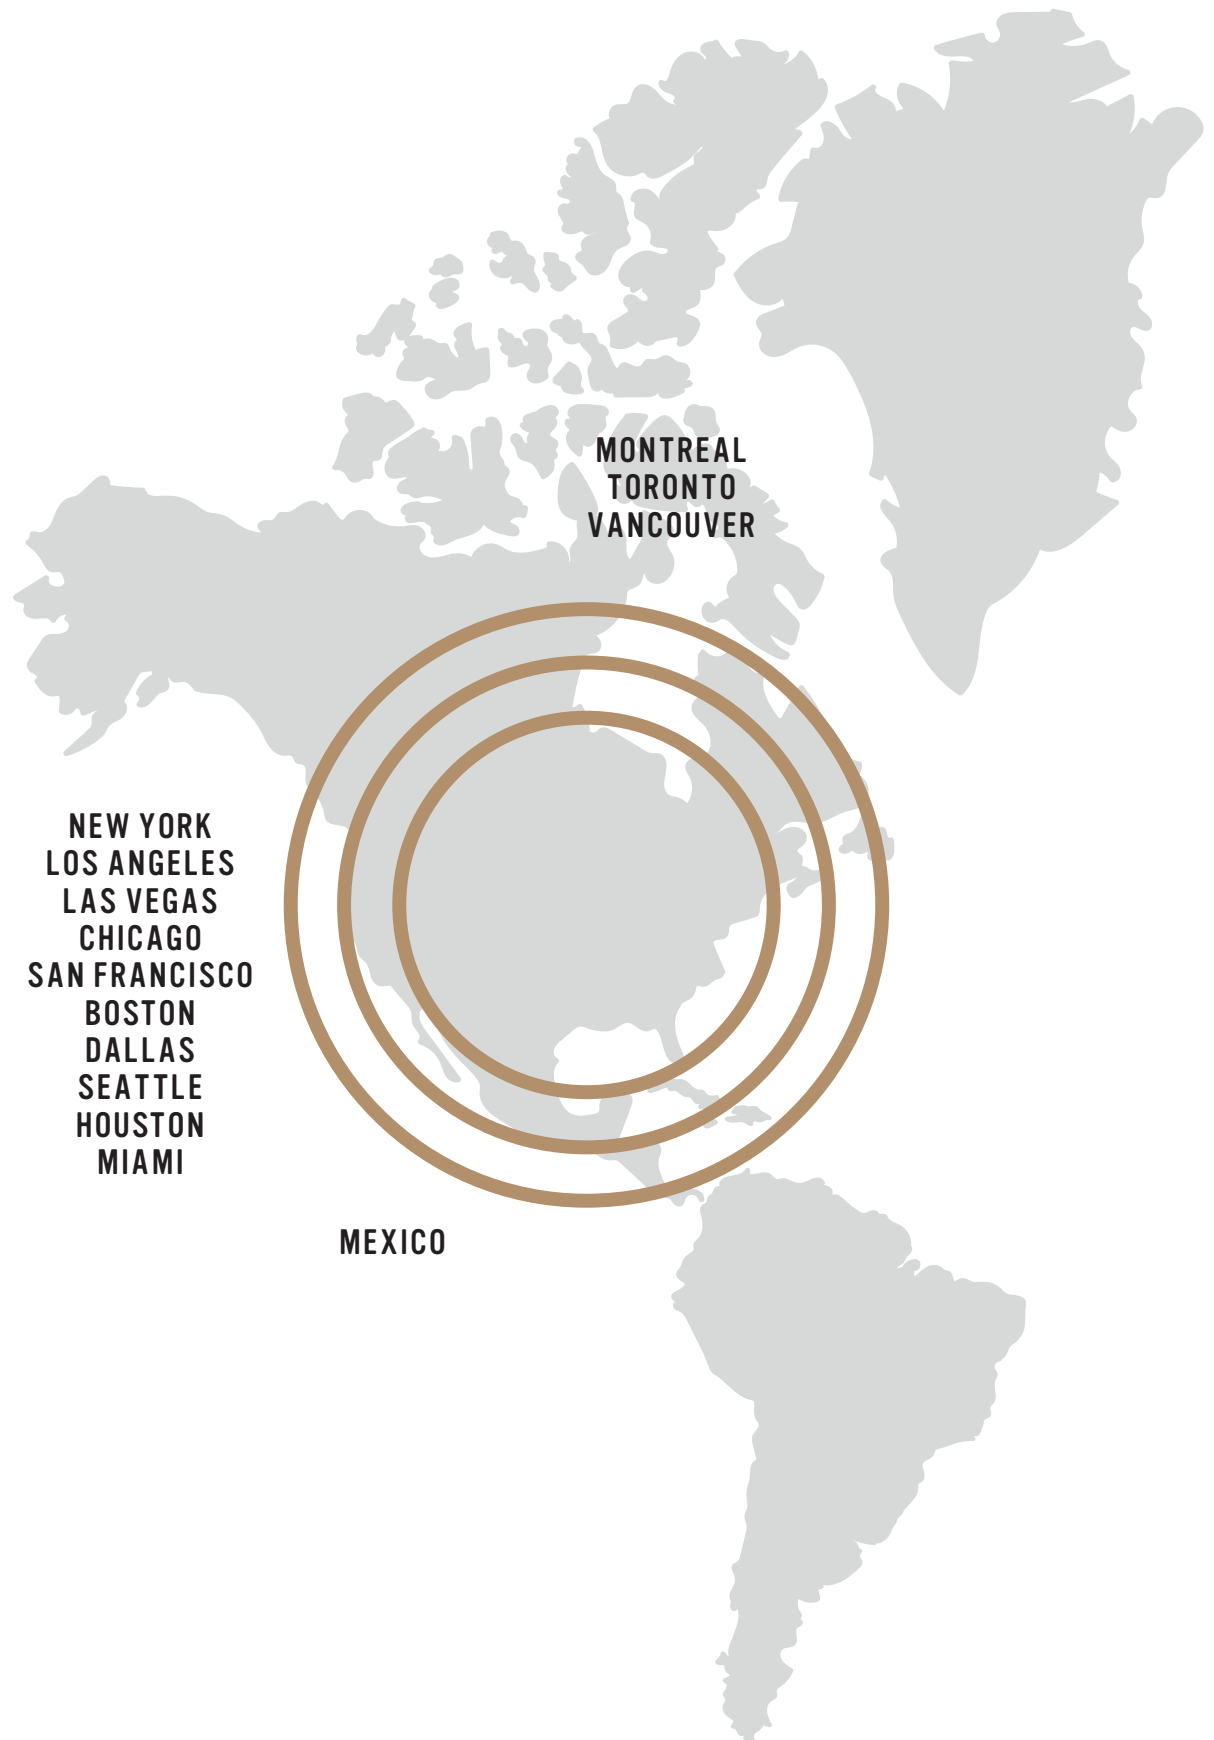 MONTREAL
TORONTO
VANCOUVER
NEW YORK
LOS ANGELES
LAS VEGAS
CHICAGO
SAN FRANCISCO
BOSTON
DALLAS
SEATTLE
HOUSTON
MIAMI
MEXICO